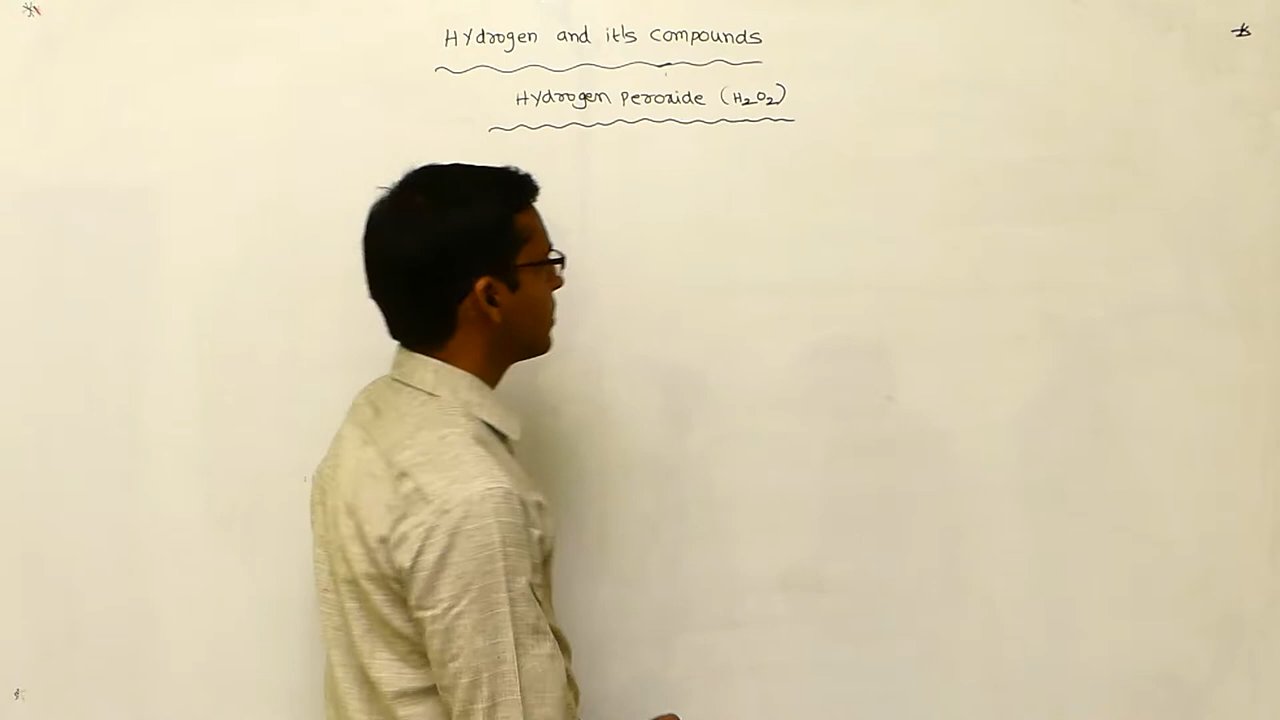 Hydrogen and it's compounds
Hydrogen peroxide (H₂O₂)